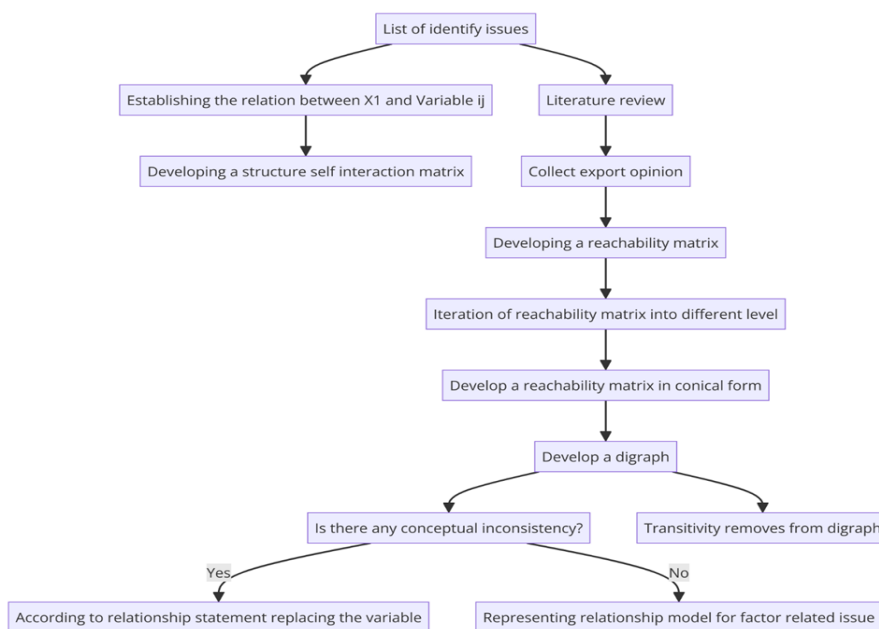 List of identify issues
Establishing the relation between X1 and Variable ij
Literature review
Developing a structure self interaction matrix
Collect export opinion
Developing a reachability matrix
Iteration of reachability matrix into different level
Develop a reachability matrix in conical form
Develop a digraph
Is there any conceptual inconsistency?
Transitivity removes from digraph
Yes
No
According to relationship statement replacing the variable
Representing relationship model for factor related issue